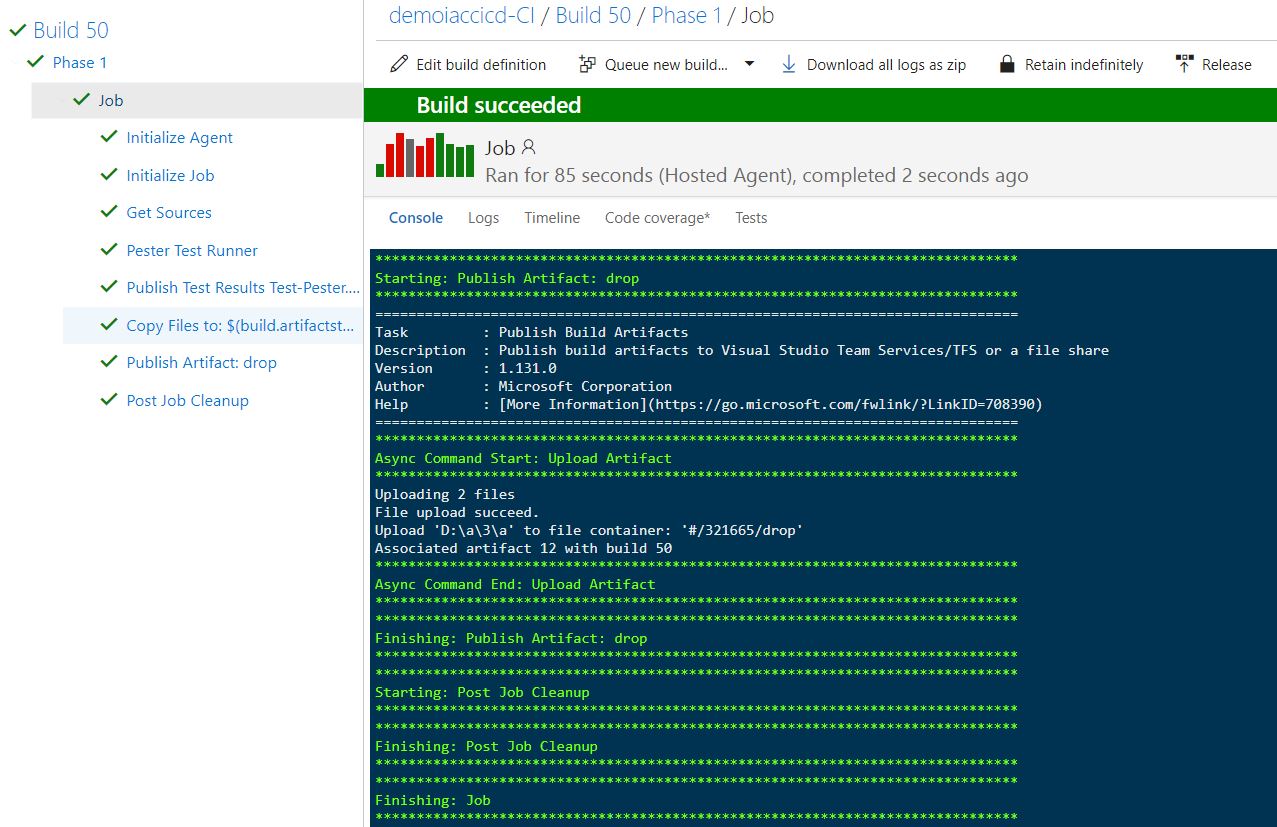 Build 50
Phase 1
Job
Initialize Agent
Initialize Job
Get Sources
Pester Test Runner
Publish Test Results Test-Pester....
Copy Files to: $(build.artifactst...
Publish Artifact: drop
Post Job Cleanup
demoiaccicd-CI / Build 50 / Phase 1 / Job
Edit build definition Queue new build... Download all logs as zip Retain indefinitely Release
Build succeeded
Job
Ran for 85 seconds (Hosted Agent), completed 2 seconds ago
Console Logs Timeline Code coverage* Tests
******************************************************************************
Starting: Publish Artifact: drop
******************************************************************************
==============================================================================
Task         : Publish Build Artifacts
Description  : Publish build artifacts to Visual Studio Team Services/TFS or a file share
Version      : 1.131.0
Author       : Microsoft Corporation
Help         : [More Information](https://go.microsoft.com/fwlink/?LinkID=708390)
==============================================================================
******************************************************************************
Async Command Start: Upload Artifact
******************************************************************************
Uploading 2 files
File upload succeed.
Upload 'D:\a\3\a' to file container: '#/321665/drop'
Associated artifact 12 with build 50
******************************************************************************
Async Command End: Upload Artifact
******************************************************************************
******************************************************************************
Finishing: Publish Artifact: drop
******************************************************************************
******************************************************************************
Starting: Post Job Cleanup
******************************************************************************
******************************************************************************
Finishing: Post Job Cleanup
******************************************************************************
******************************************************************************
Finishing: Job
******************************************************************************